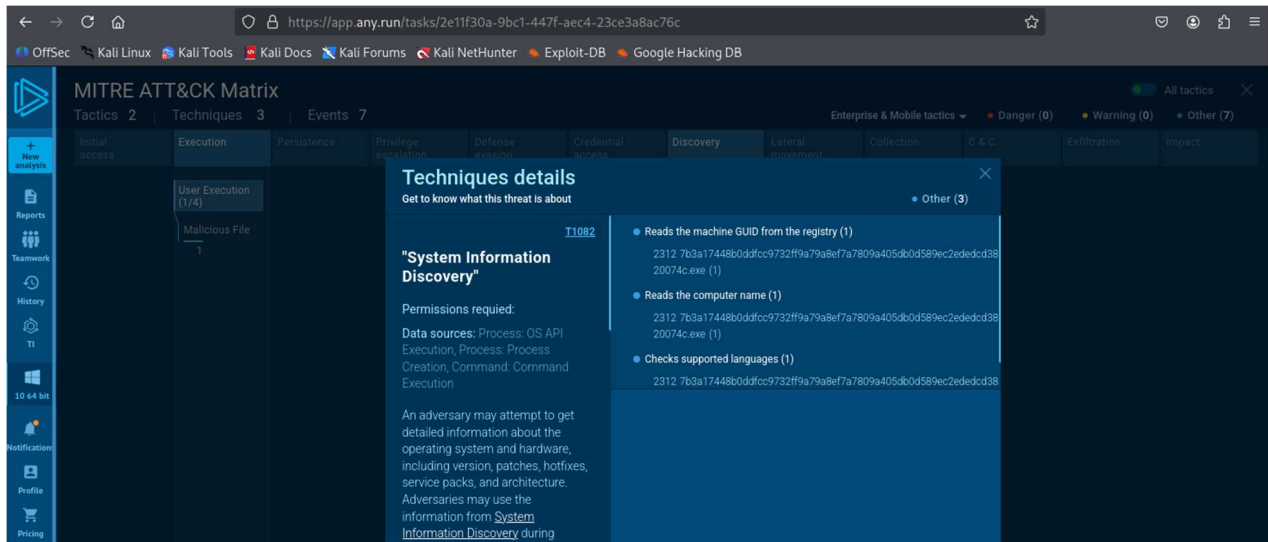 https://app.any.run/tasks/2e11f30a-9bc1-447f-aec4-23ce3a8ac76c
OffSec Kali Linux Kali Tools Kali Docs Kali Forums Kali NetHunter Exploit-DB Google Hacking DB
MITRE ATT&CK Matrix
All tactics
Tactics 2 | Techniques 3 | Events 7
Enterprise & Mobile tactics
Danger (0)
Warning (0)
Other (7)
+
New
analysis
Reports
Teamwork
History
TI
10 64 bit
Notifications
Profile
Pricing
Initial
access
Execution
Persistence
Privilege
escalation
Defense
evasion
Credential
access
Discovery
Lateral
movement
Collection
C & C
Exfiltration
Impact
User Execution
(1/4)
Malicious File
1
Techniques details
Get to know what this threat is about
Other (3)
T1082
"System Information
Discovery"
Permissions requied:
Data sources: Process: OS API
Execution, Process: Process
Creation, Command: Command
Execution
An adversary may attempt to get
detailed information about the
operating system and hardware,
including version, patches, hotfixes,
service packs, and architecture.
Adversaries may use the
information from System
Information Discovery during
Reads the machine GUID from the registry (1)
2312 7b3a17448b0ddfcc9732ff9a79a8ef7a7809a405db0d589ec2ededcd38
20074c.exe (1)
Reads the computer name (1)
2312 7b3a17448b0ddfcc9732ff9a79a8ef7a7809a405db0d589ec2ededcd38
20074c.exe (1)
Checks supported languages (1)
2312 7b3a17448b0ddfcc9732ff9a79a8ef7a7809a405db0d589ec2ededcd38